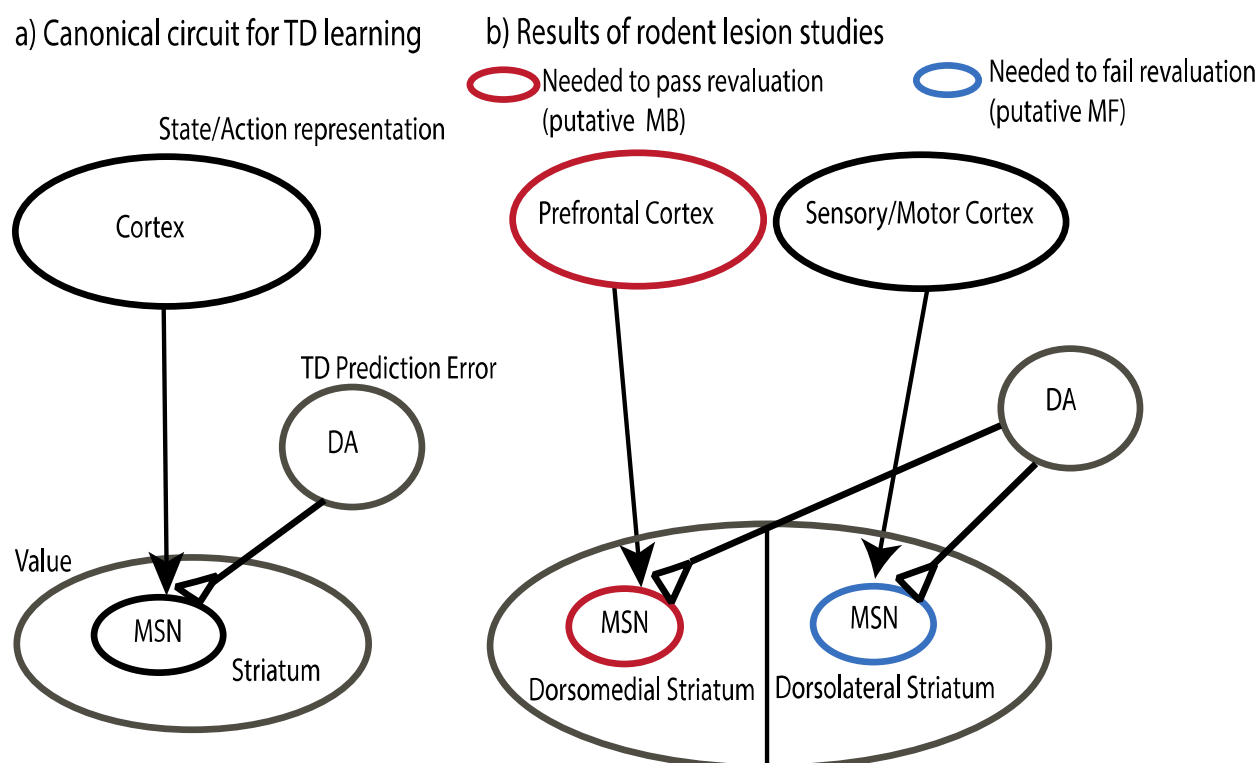 a) Canonical circuit for TD learning
State/Action representation
Cortex
TD Prediction Error
DA
Value
MSN
Striatum
b) Results of rodent lesion studies
Needed to pass revaluation
(putative MB)
Needed to fail revaluation
(putative MF)
Prefrontal Cortex
Sensory/Motor Cortex
DA
MSN
MSN
Dorsomedial Striatum
Dorsolateral Striatum